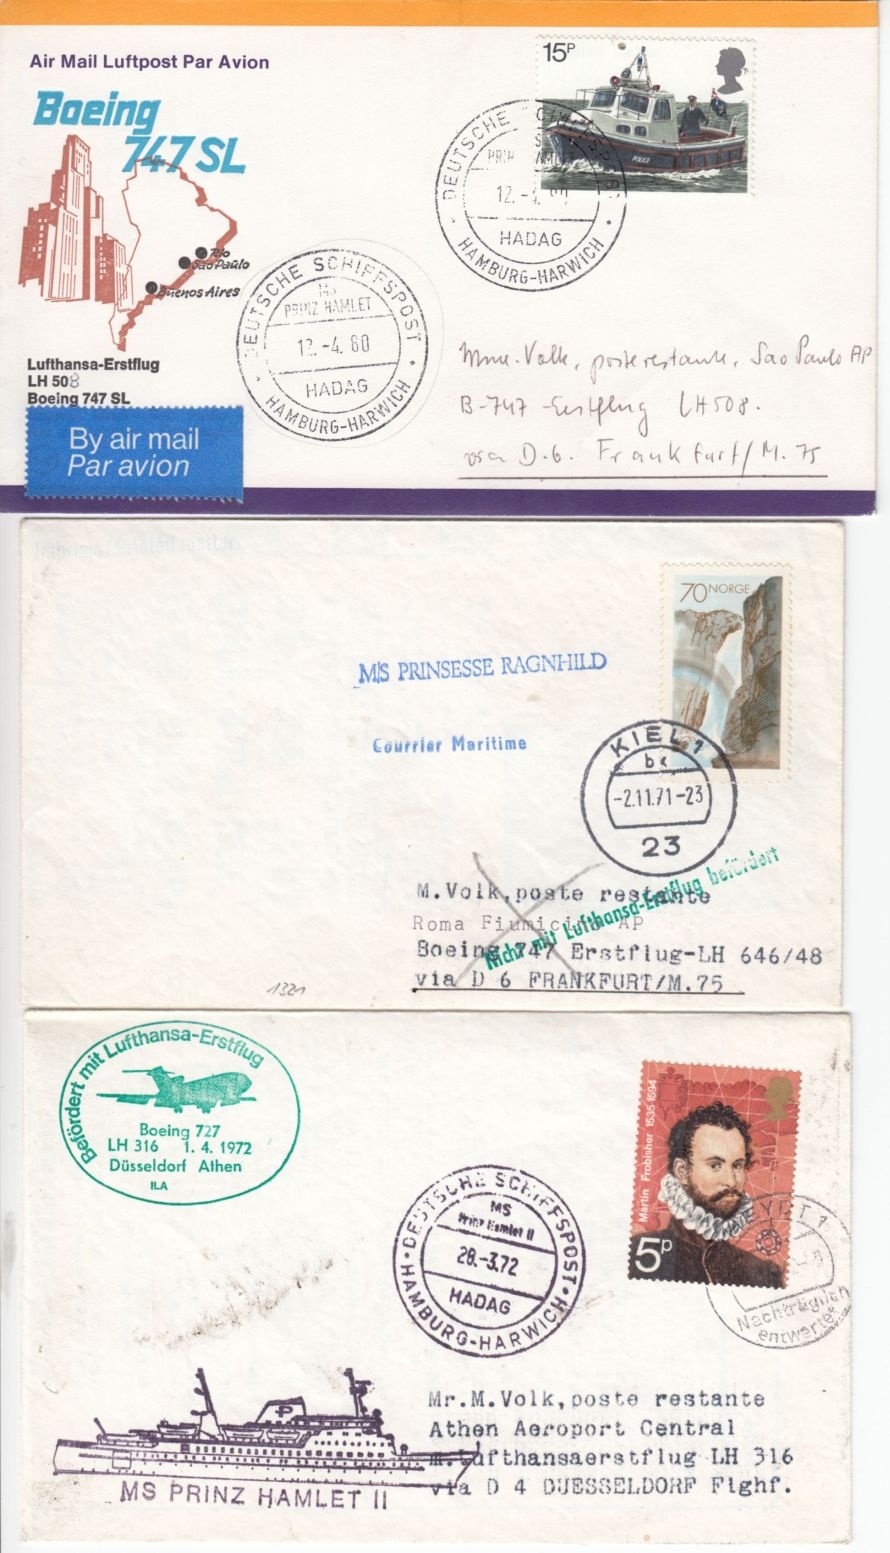 Air Mail Luftpost Par Avion
Boeing
747 SL
Rio
Sao Paulo
Buenos Aires
Lufthansa-Erstflug
LH 508
Boeing 747 SL
By air mail
Par avion
15P
POLICE
DEUTSCHE SCHIFFSPOST
HADAG
HAMBURG-HARWICH
DEUTSCHE SCHIFFSPOST
MS
PRINZ HAMLET
12.-4.80
HADAG
HAMBURG-HARWICH
Mme. Volk, poste restante, Sao Paulo AP
B-747 Erstflug LH 508.
via D.6. Frankfurt/M. 75
70 NORGE
M/S PRINSESSE RAGNHILD
Courrier Maritime
KIEL 1
-2.11.71-23
23
Nicht mit Lufthansa-Erstflug befördert
M.Volk,poste restante
Roma Fiumicino AP
Boeing 747 Erstflug-LH 646/48
via D 6 FRANKFURT/M.75
1321
Befördert mit Lufthansa-Erstflug
Boeing 727
LH 316 1.4.1972
Düsseldorf Athen
ILA
Martin Frobisher 1535-1594
5P
DEUTSCHE SCHIFFSPOST
MS
Prinz Hamlet II
28.-3.72
HADAG
HAMBURG-HARWICH
Nachträglich
entwertet
Mr.M.Volk,poste restante
Athen Aeroport Central
m.Lufthansaerstflug LH 316
via D 4 DUESSELDORF Flghf.
MS PRINZ HAMLET II